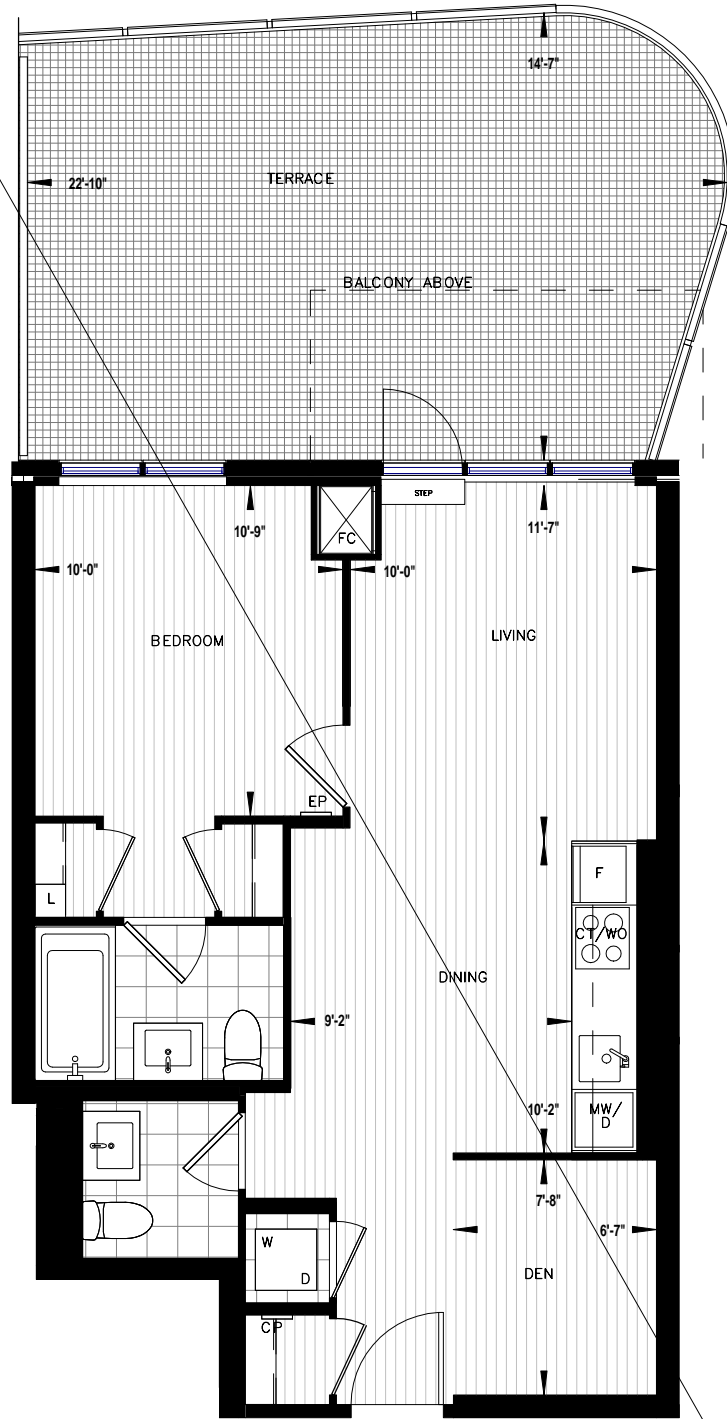 14'-7"
22'-10"
TERRACE
BALCONY ABOVE
STEP
10'-9"
FC
11'-7"
10'-0"
10'-0"
BEDROOM
LIVING
EP
L
F
CT/WO
DINING
9'-2"
10'-2"
MW/
D
7'-8"
6'-7"
W
D
DEN
CP